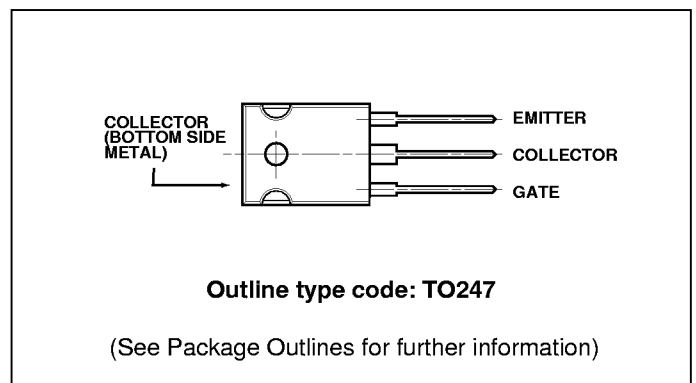 COLLECTOR
(BOTTOM SIDE
METAL)
EMITTER
COLLECTOR
GATE
Outline type code: TO247
(See Package Outlines for further information)